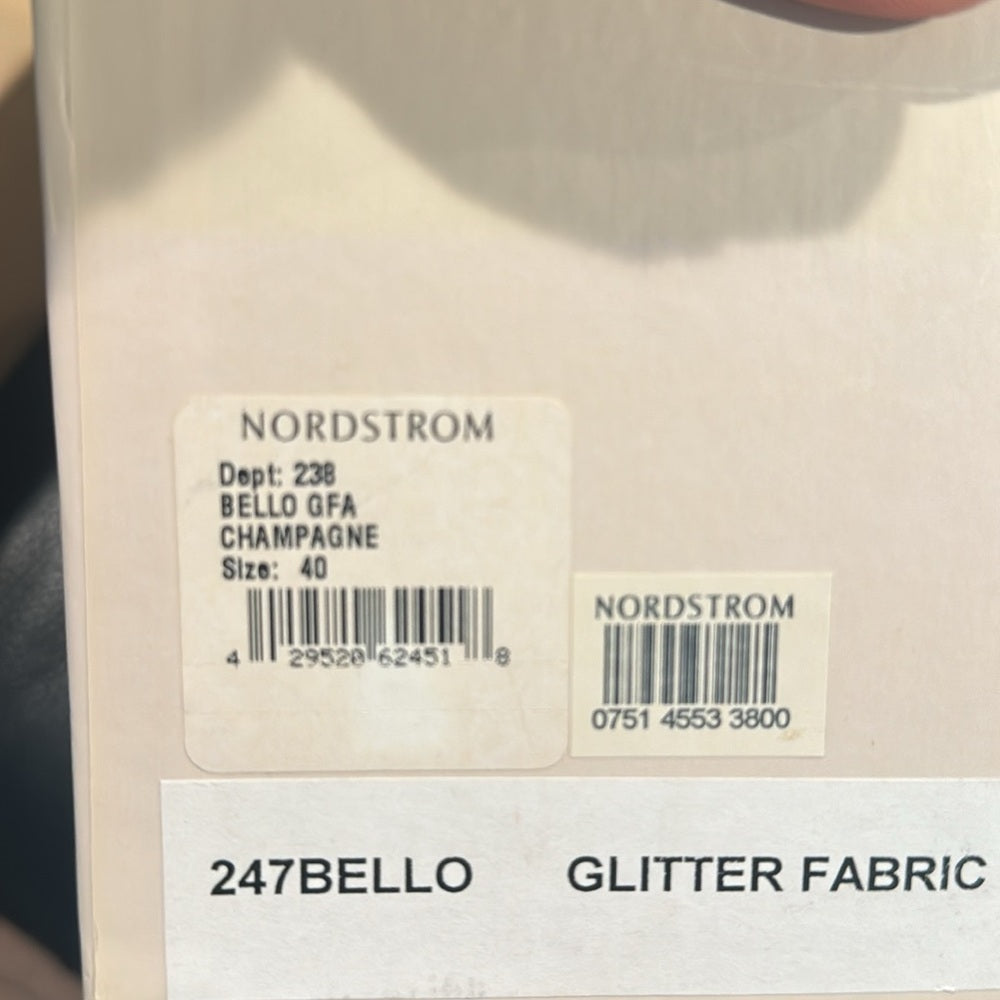 NORDSTROM
Dept: 238
BELLO GFA
CHAMPAGNE
Size: 40
4 29520 62451 8
NORDSTROM
0751 4553 3800
247BELLO GLITTER FABRIC